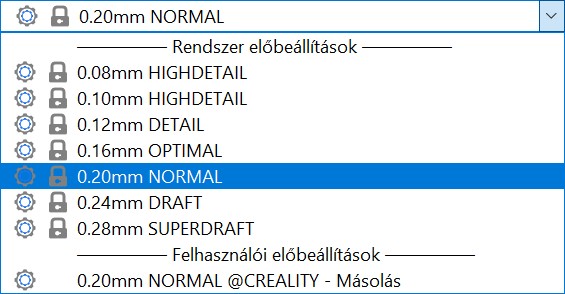 0.20mm NORMAL
Rendszer előbeállítások
0.08mm HIGHDETAIL
0.10mm HIGHDETAIL
0.12mm DETAIL
0.16mm OPTIMAL
0.20mm NORMAL
0.24mm DRAFT
0.28mm SUPERDRAFT
Felhasználói előbeállítások
0.20mm NORMAL @CREALITY - Másolás